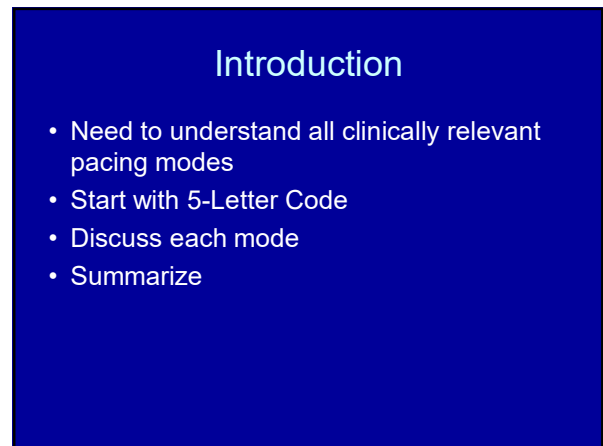 Introduction
• Need to understand all clinically relevant
pacing modes
• Start with 5-Letter Code
• Discuss each mode
• Summarize